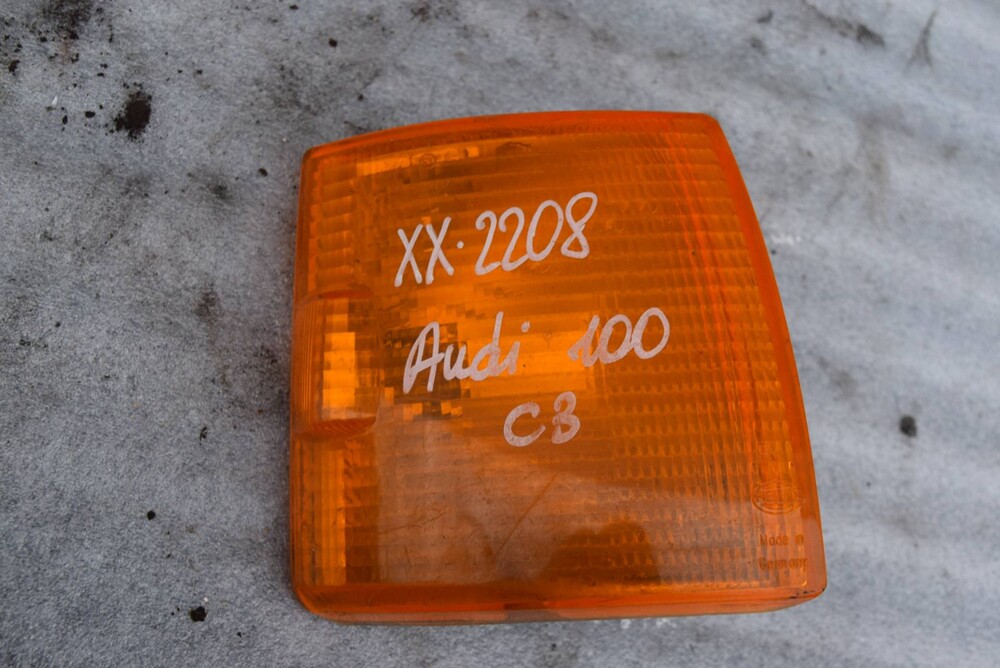 XX·2208
Audi 100
C3
Made in
Germany